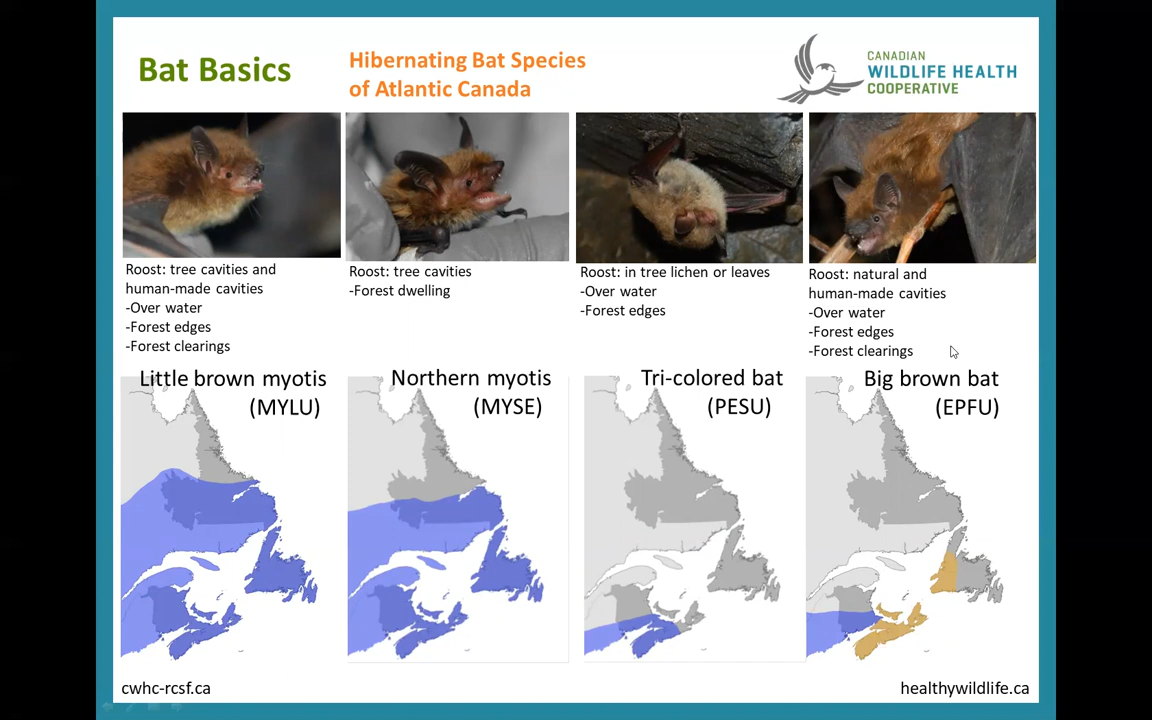 Bat Basics
Hibernating Bat Species
of Atlantic Canada
CANADIAN
WILDLIFE HEALTH
COOPERATIVE
Roost: tree cavities and
human-made cavities
-Over water
-Forest edges
-Forest clearings
Roost: tree cavities
-Forest dwelling
Roost: in tree lichen or leaves
-Over water
-Forest edges
Roost: natural and
human-made cavities
-Over water
-Forest edges
-Forest clearings
Little brown myotis
(MYLU)
Northern myotis
(MYSE)
Tri-colored bat
(PESU)
Big brown bat
(EPFU)
cwhc-rcsf.ca
healthywildlife.ca